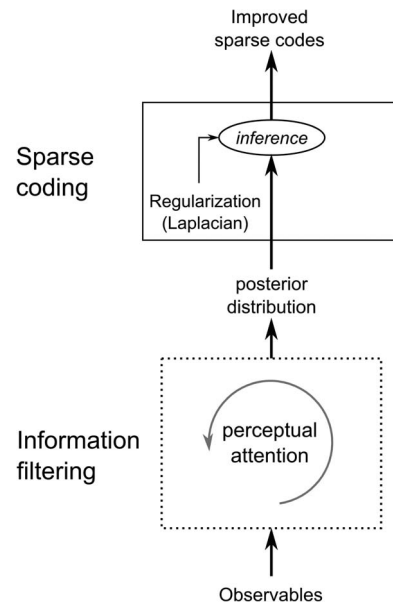 Improved
sparse codes
Sparse
coding
inference
Regularization
(Laplacian)
posterior
distribution
Information
filtering
perceptual
attention
Observables